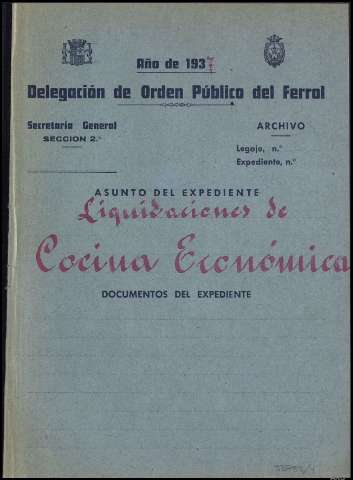 Año de 1937
Delegación de Orden Público del Ferrol
Secretaría General
SECCION 2.ª
ARCHIVO
Legajo, n.º
Expediente, n.º
ASUNTO DEL EXPEDIENTE
Liquidaciones de
Cocina Económica
DOCUMENTOS DEL EXPEDIENTE